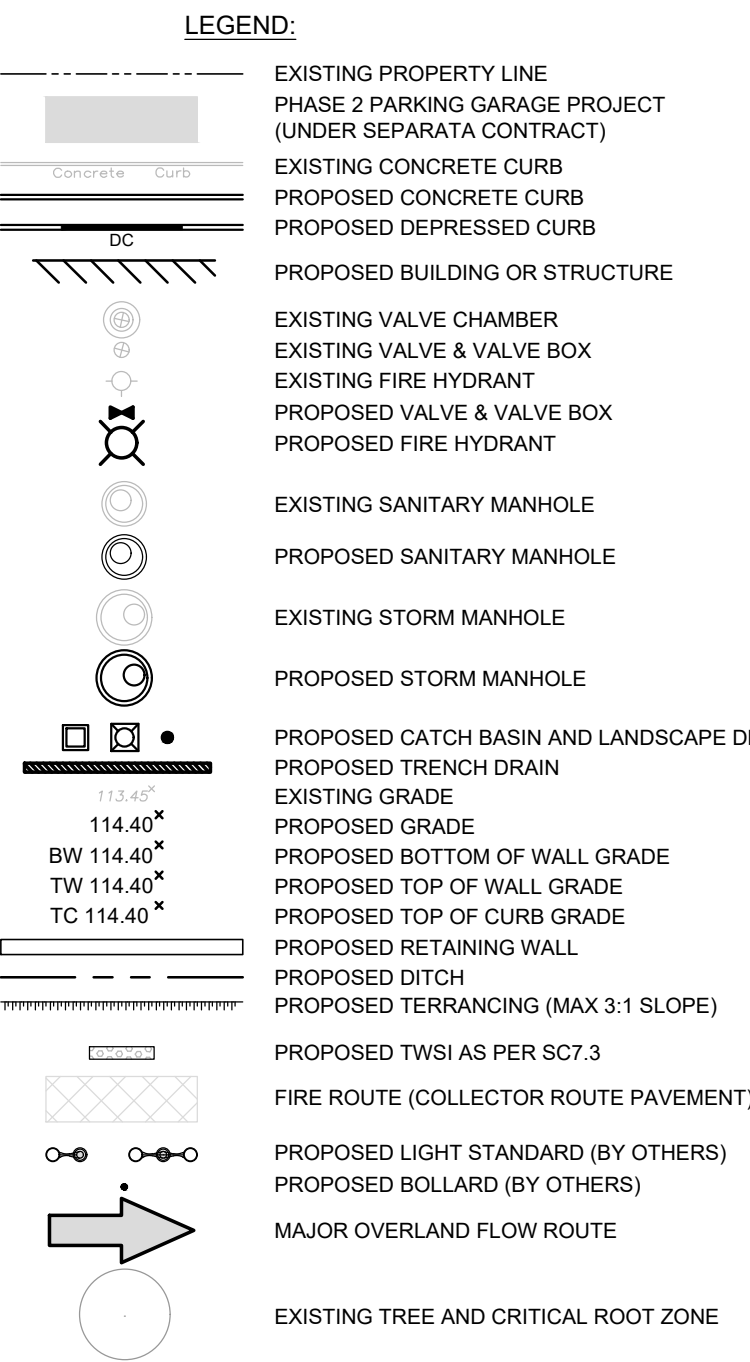 LEGEND:
EXISTING PROPERTY LINE
PHASE 2 PARKING GARAGE PROJECT
(UNDER SEPARATA CONTRACT)
Concrete Curb EXISTING CONCRETE CURB
PROPOSED CONCRETE CURB
PROPOSED DEPRESSED CURB
DC
PROPOSED BUILDING OR STRUCTURE
EXISTING VALVE CHAMBER
EXISTING VALVE & VALVE BOX
EXISTING FIRE HYDRANT
PROPOSED VALVE & VALVE BOX
PROPOSED FIRE HYDRANT
EXISTING SANITARY MANHOLE
PROPOSED SANITARY MANHOLE
EXISTING STORM MANHOLE
PROPOSED STORM MANHOLE
PROPOSED CATCH BASIN AND LANDSCAPE
PROPOSED TRENCH DRAIN
113.45× EXISTING GRADE
114.40× PROPOSED GRADE
BW 114.40× PROPOSED BOTTOM OF WALL GRADE
TW 114.40× PROPOSED TOP OF WALL GRADE
TC 114.40× PROPOSED TOP OF CURB GRADE
PROPOSED RETAINING WALL
PROPOSED DITCH
PROPOSED TERRANCING (MAX 3:1 SLOPE)
PROPOSED TWSI AS PER SC7.3
FIRE ROUTE (COLLECTOR ROUTE PAVEMENT)
PROPOSED LIGHT STANDARD (BY OTHERS)
PROPOSED BOLLARD (BY OTHERS)
MAJOR OVERLAND FLOW ROUTE
EXISTING TREE AND CRITICAL ROOT ZONE